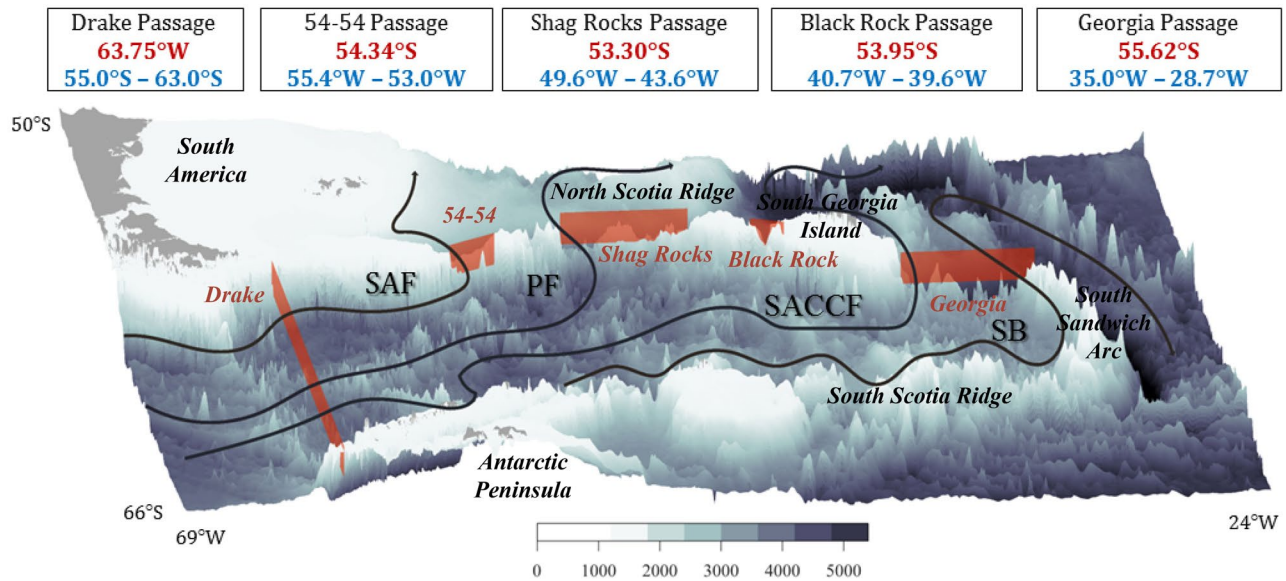 Drake Passage
63.75°W
55.0°S – 63.0°S
54-54 Passage
54.34°S
55.4°W – 53.0°W
Shag Rocks Passage
53.30°S
49.6°W – 43.6°W
Black Rock Passage
53.95°S
40.7°W – 39.6°W
Georgia Passage
55.62°S
35.0°W – 28.7°W
50°S
South
America
54-54
North Scotia Ridge
South Georgia
Island
Shag Rocks
Black Rock
Drake
SAF
PF
SACCF
Georgia
SB
South
Sandwich
Arc
South Scotia Ridge
Antarctic
Peninsula
66°S
69°W
24°W
0 1000 2000 3000 4000 5000